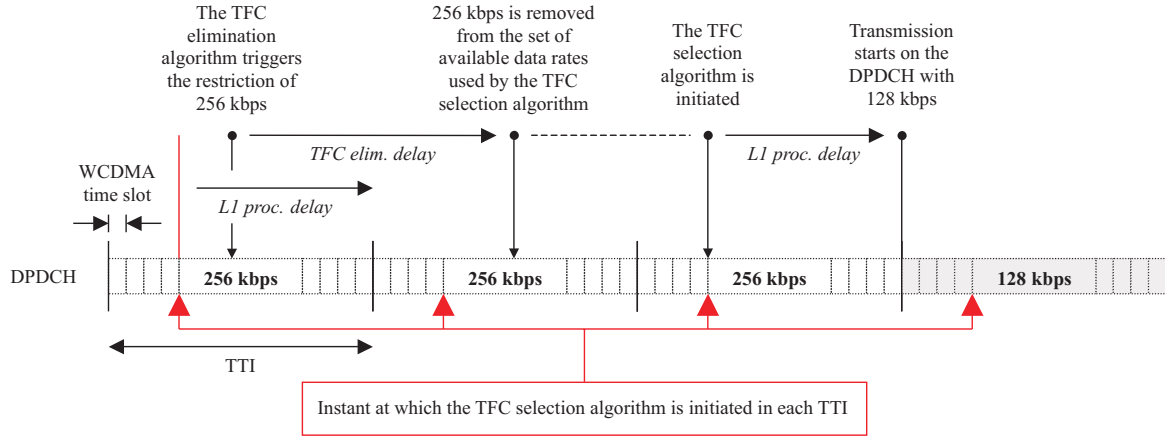 The TFC
elimination
algorithm triggers
the restriction of
256 kbps
256 kbps is removed
from the set of
available data rates
used by the TFC
selection algorithm
The TFC
selection
algorithm is
initiated
Transmission
starts on the
DPDCH with
128 kbps
TFC elim. delay
L1 proc. delay
WCDMA
time slot
L1 proc. delay
DPDCH
256 kbps
256 kbps
256 kbps
128 kbps
TTI
Instant at which the TFC selection algorithm is initiated in each TTI